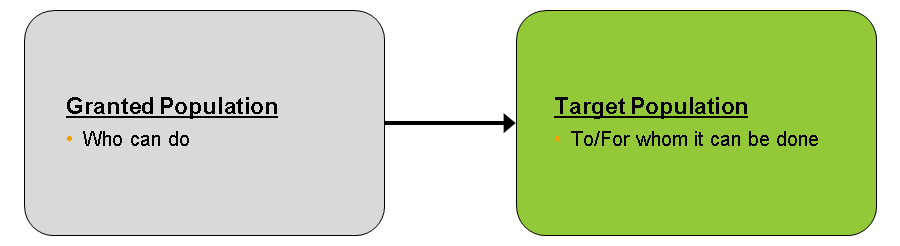 Granted Population
• Who can do
Target Population
• To/For whom it can be done